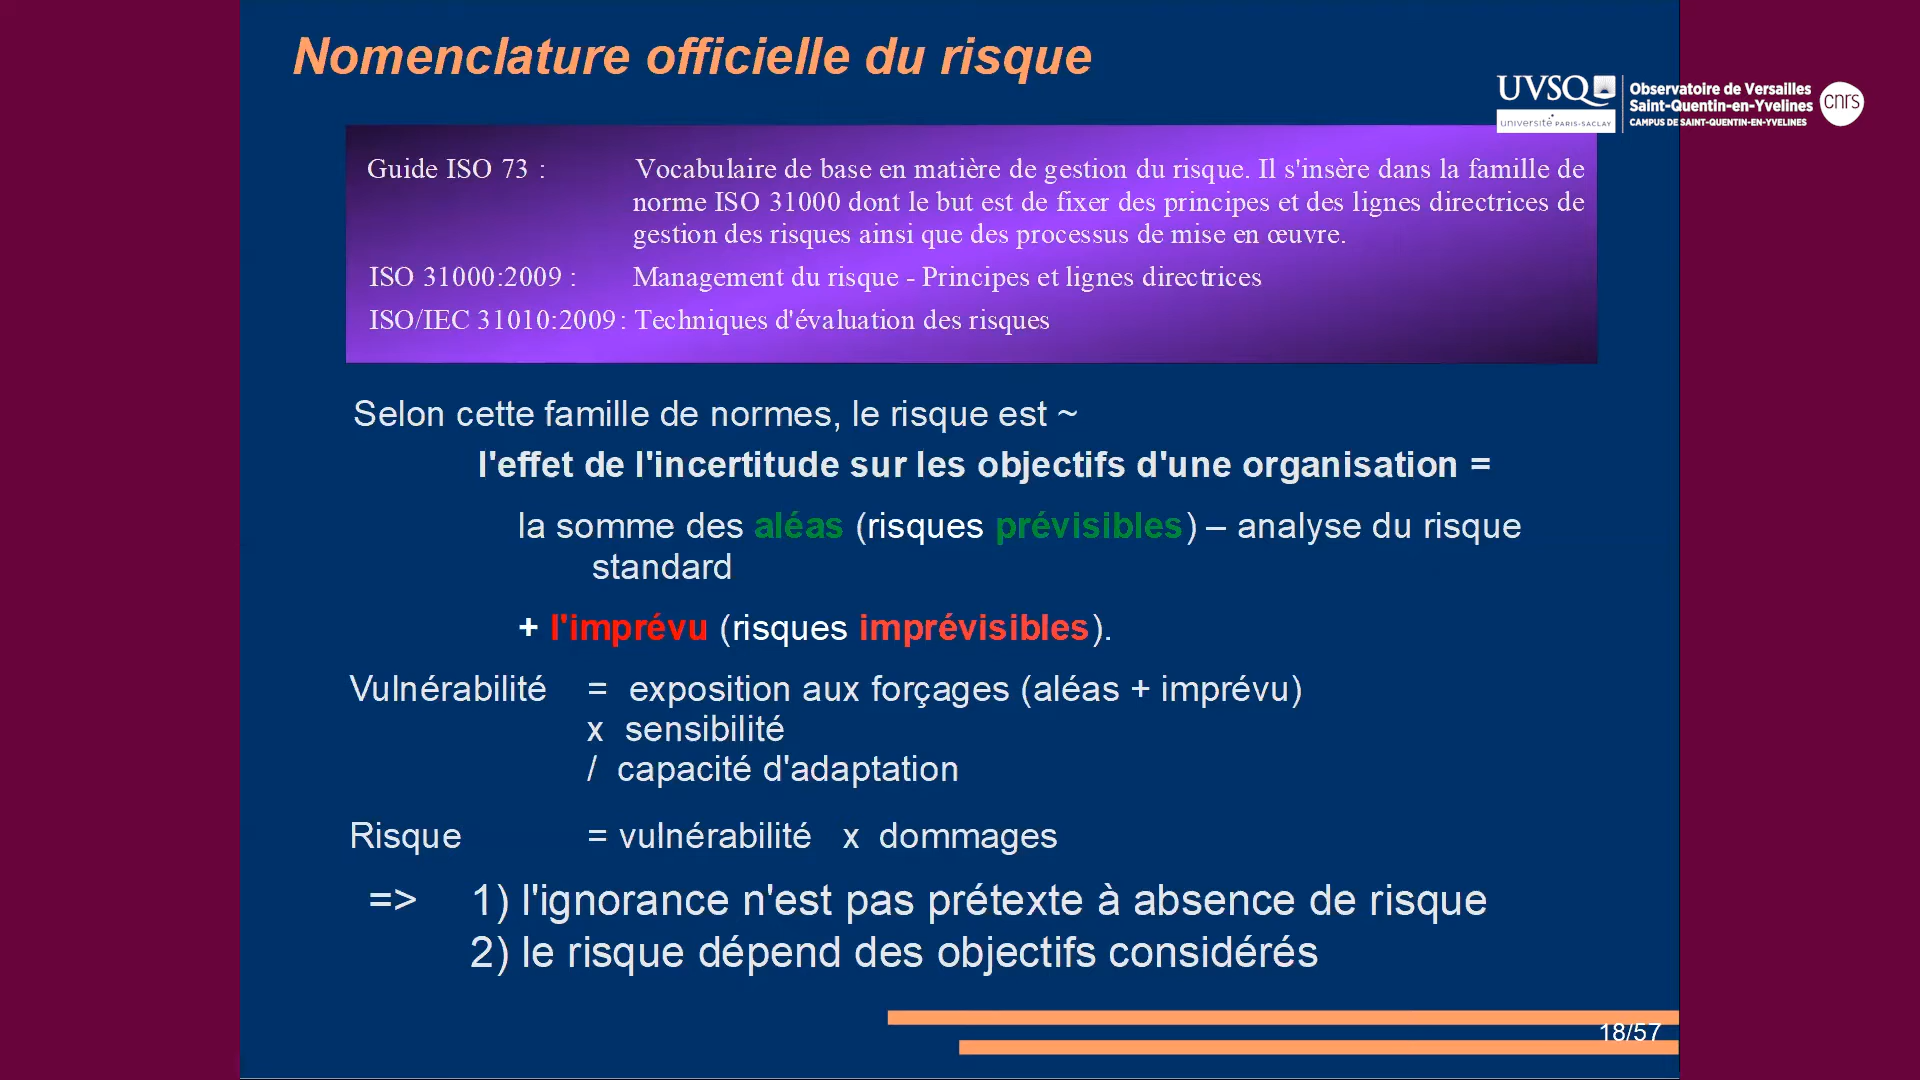 Nomenclature officielle du risque
UVSQ
université PARIS-SACLAY
Observatoire de Versailles
Saint-Quentin-en-Yvelines
CAMPUS DE SAINT-QUENTIN-EN-YVELINES
cnrs
Guide ISO 73 : Vocabulaire de base en matière de gestion du risque. Il s'insère dans la famille de
norme ISO 31000 dont le but est de fixer des principes et des lignes directrices de
gestion des risques ainsi que des processus de mise en œuvre.
ISO 31000:2009 : Management du risque - Principes et lignes directrices
ISO/IEC 31010:2009 : Techniques d'évaluation des risques
Selon cette famille de normes, le risque est ~
l'effet de l'incertitude sur les objectifs d'une organisation =
la somme des aléas (risques prévisibles) – analyse du risque
standard
+ l'imprévu (risques imprévisibles).
Vulnérabilité = exposition aux forçages (aléas + imprévu)
x sensibilité
/ capacité d'adaptation
Risque = vulnérabilité x dommages
=> 1) l'ignorance n'est pas prétexte à absence de risque
2) le risque dépend des objectifs considérés
18/57